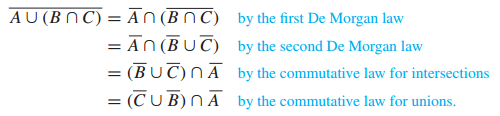 A̅ ̅∪̅ ̅(̅B̅ ̅∩̅ ̅C̅)̅ = A̅ ∩ (B̅ ̅∩̅ ̅C̅) by the first De Morgan law
= A̅ ∩ (B̅ ∪ C̅) by the second De Morgan law
= (B̅ ∪ C̅) ∩ A̅ by the commutative law for intersections
= (C̅ ∪ B̅) ∩ A̅ by the commutative law for unions.